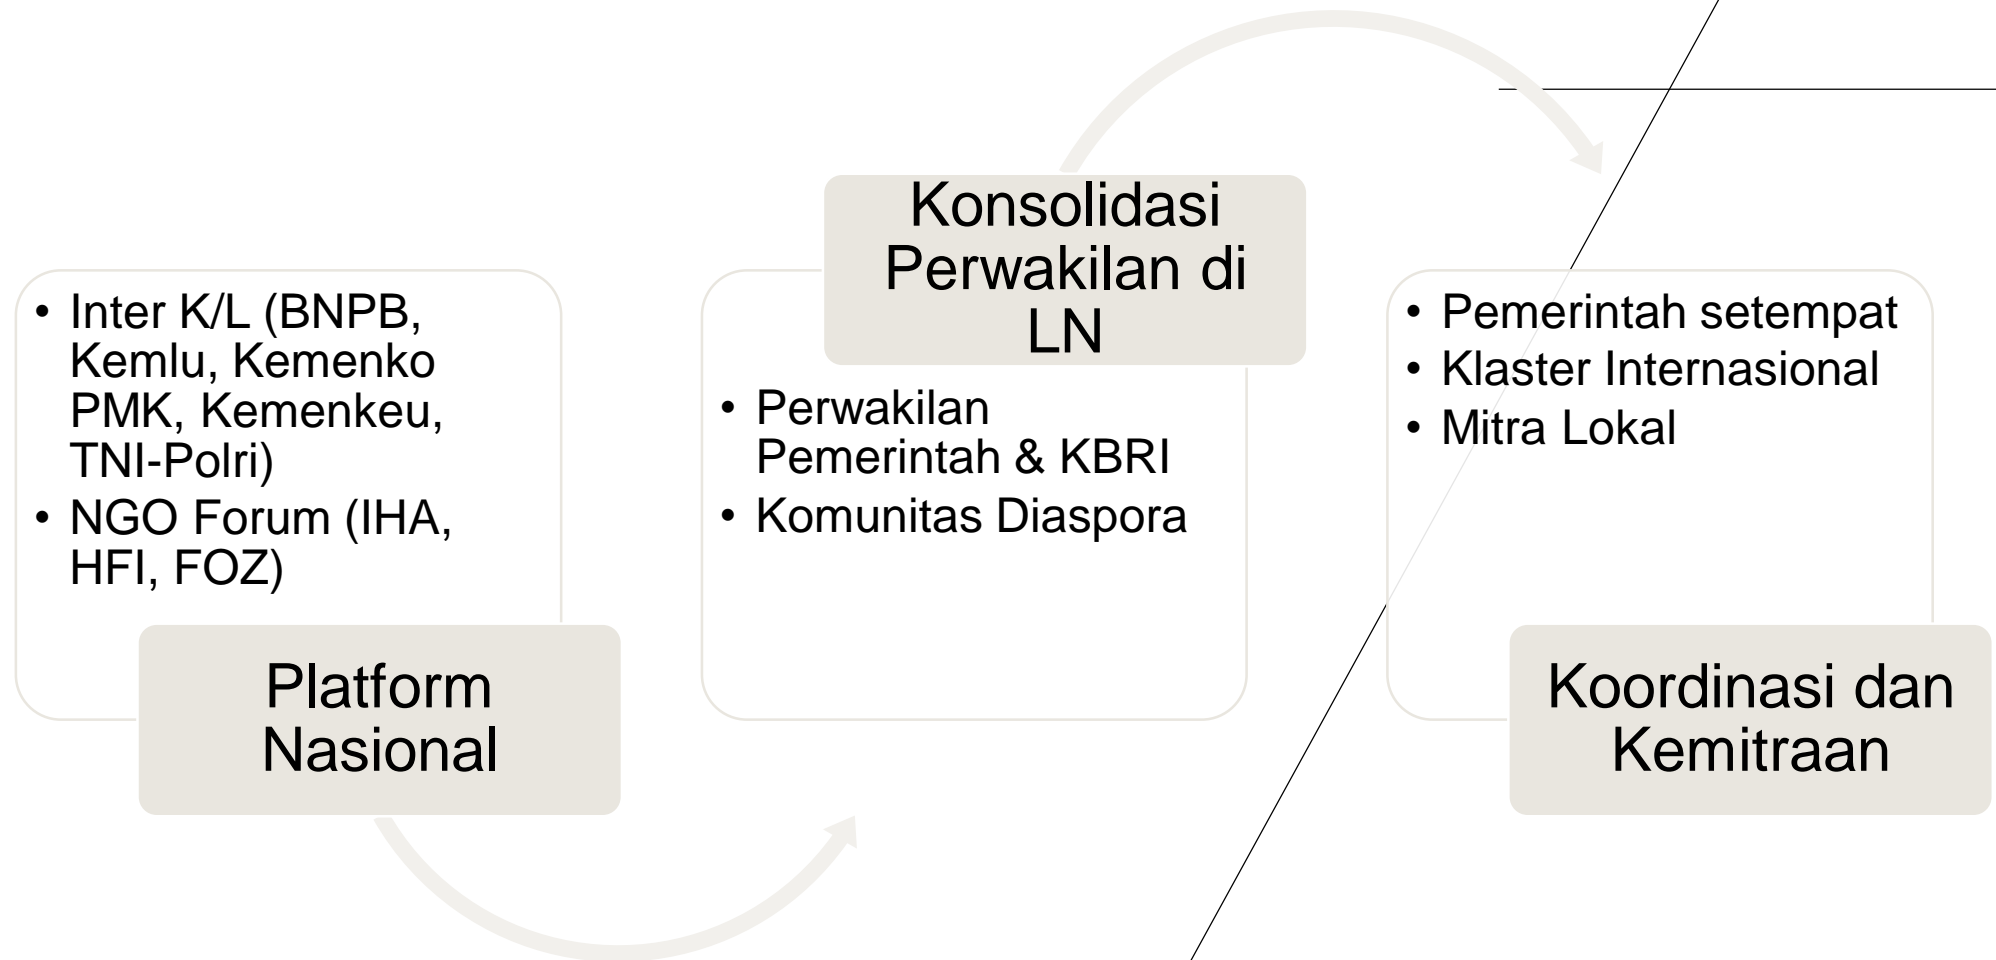 • Inter K/L (BNPB,
Kemlu, Kemenko
PMK, Kemenkeu,
TNI-Polri)
• NGO Forum (IHA,
HFI, FOZ)
Platform
Nasional
Konsolidasi
Perwakilan di
LN
• Perwakilan
Pemerintah & KBRI
• Komunitas Diaspora
• Pemerintah setempat
• Klaster Internasional
• Mitra Lokal
Koordinasi dan
Kemitraan